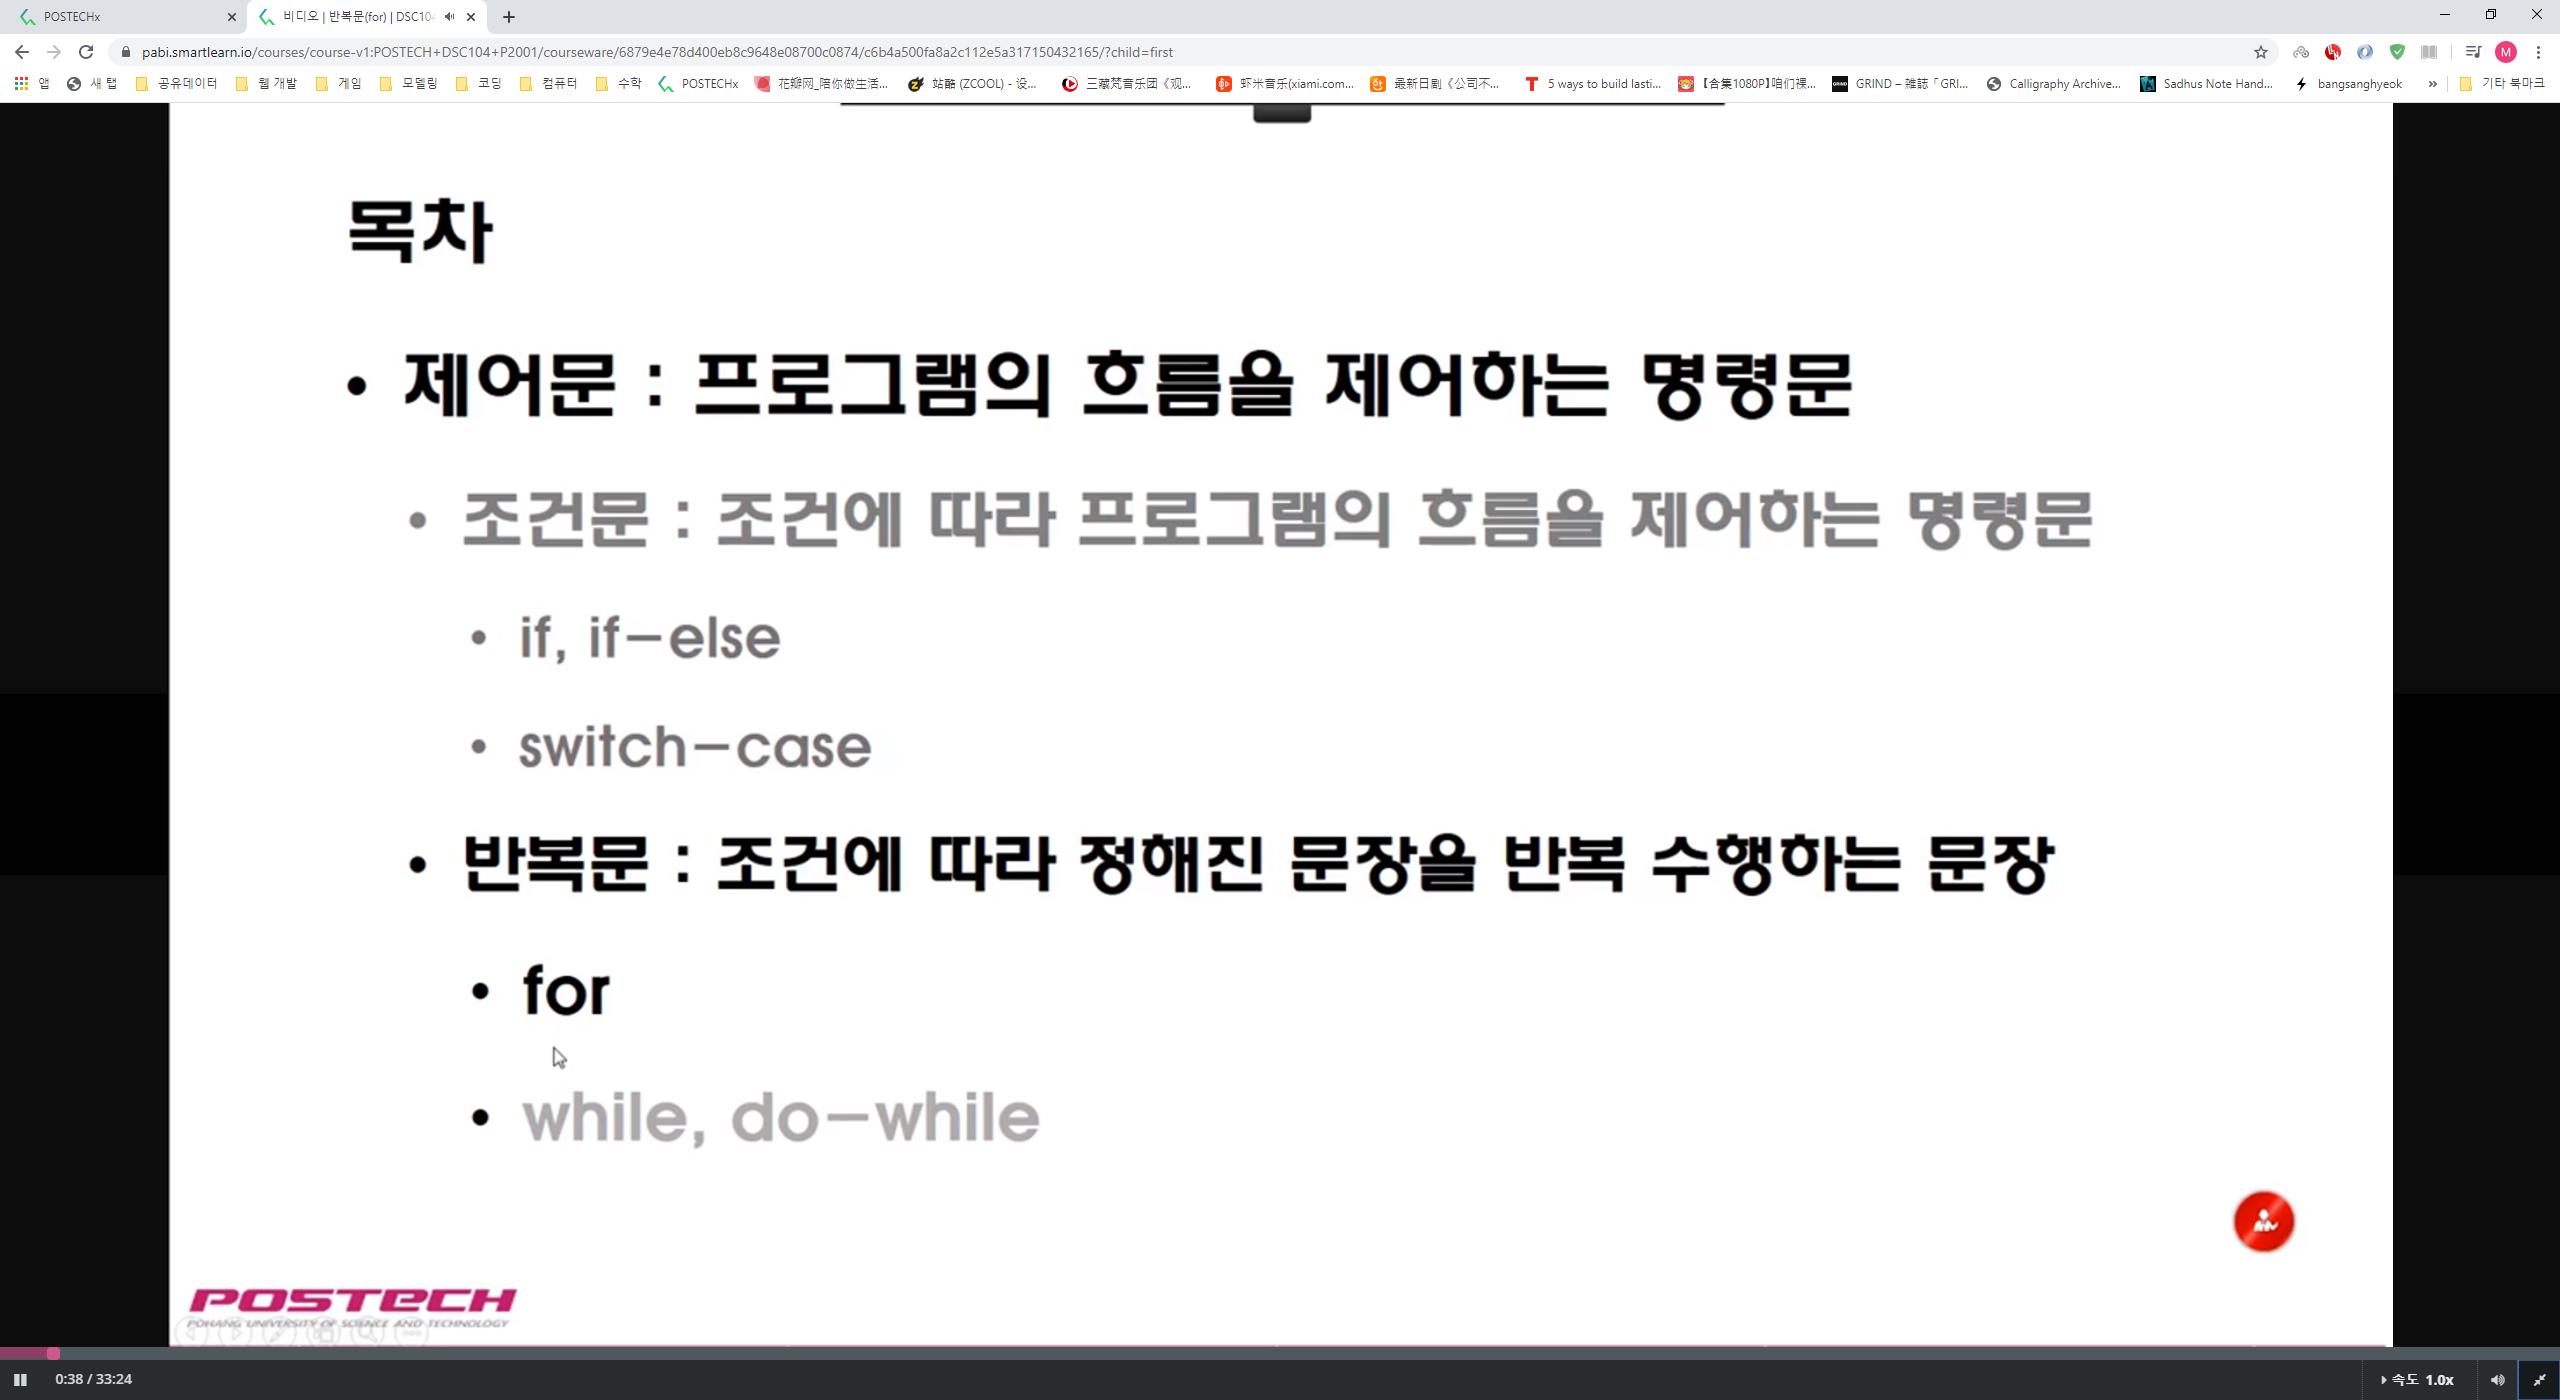 POSTECHx
비디오 | 반복문(for) | DSC10
pabi.smartlearn.io/courses/course-v1:POSTECH+DSC104+P2001/courseware/6879e4e78d400eb8c9648e08700c0874/c6b4a500fa8a2c112e5a317150432165/?child=first
M
앱 새 탭 공유데이터 웹 개발 게임 모델링 코딩 컴퓨터 수학 POSTECHx 花瓣网_陪你做生活... 站酷 (ZCOOL) - 设... 三藏梵音乐团《观... 虾米音乐(xiami.com... 最新日剧《公司不... 5 ways to build lasti... 【合集1080P】咱们裸... GRIND – 雑誌「GRI... Calligraphy Archive... Sadhus Note Hand... bangsanghyeok » 기타 북마크
목차
• 제어문 : 프로그램의 흐름을 제어하는 명령문
• 조건문 : 조건에 따라 프로그램의 흐름을 제어하는 명령문
• if, if-else
• switch-case
• 반복문 : 조건에 따라 정해진 문장을 반복 수행하는 문장
• for
• while, do-while
POSTECH
POHANG UNIVERSITY OF SCIENCE AND TECHNOLOGY
0:38 / 33:24
속도 1.0x